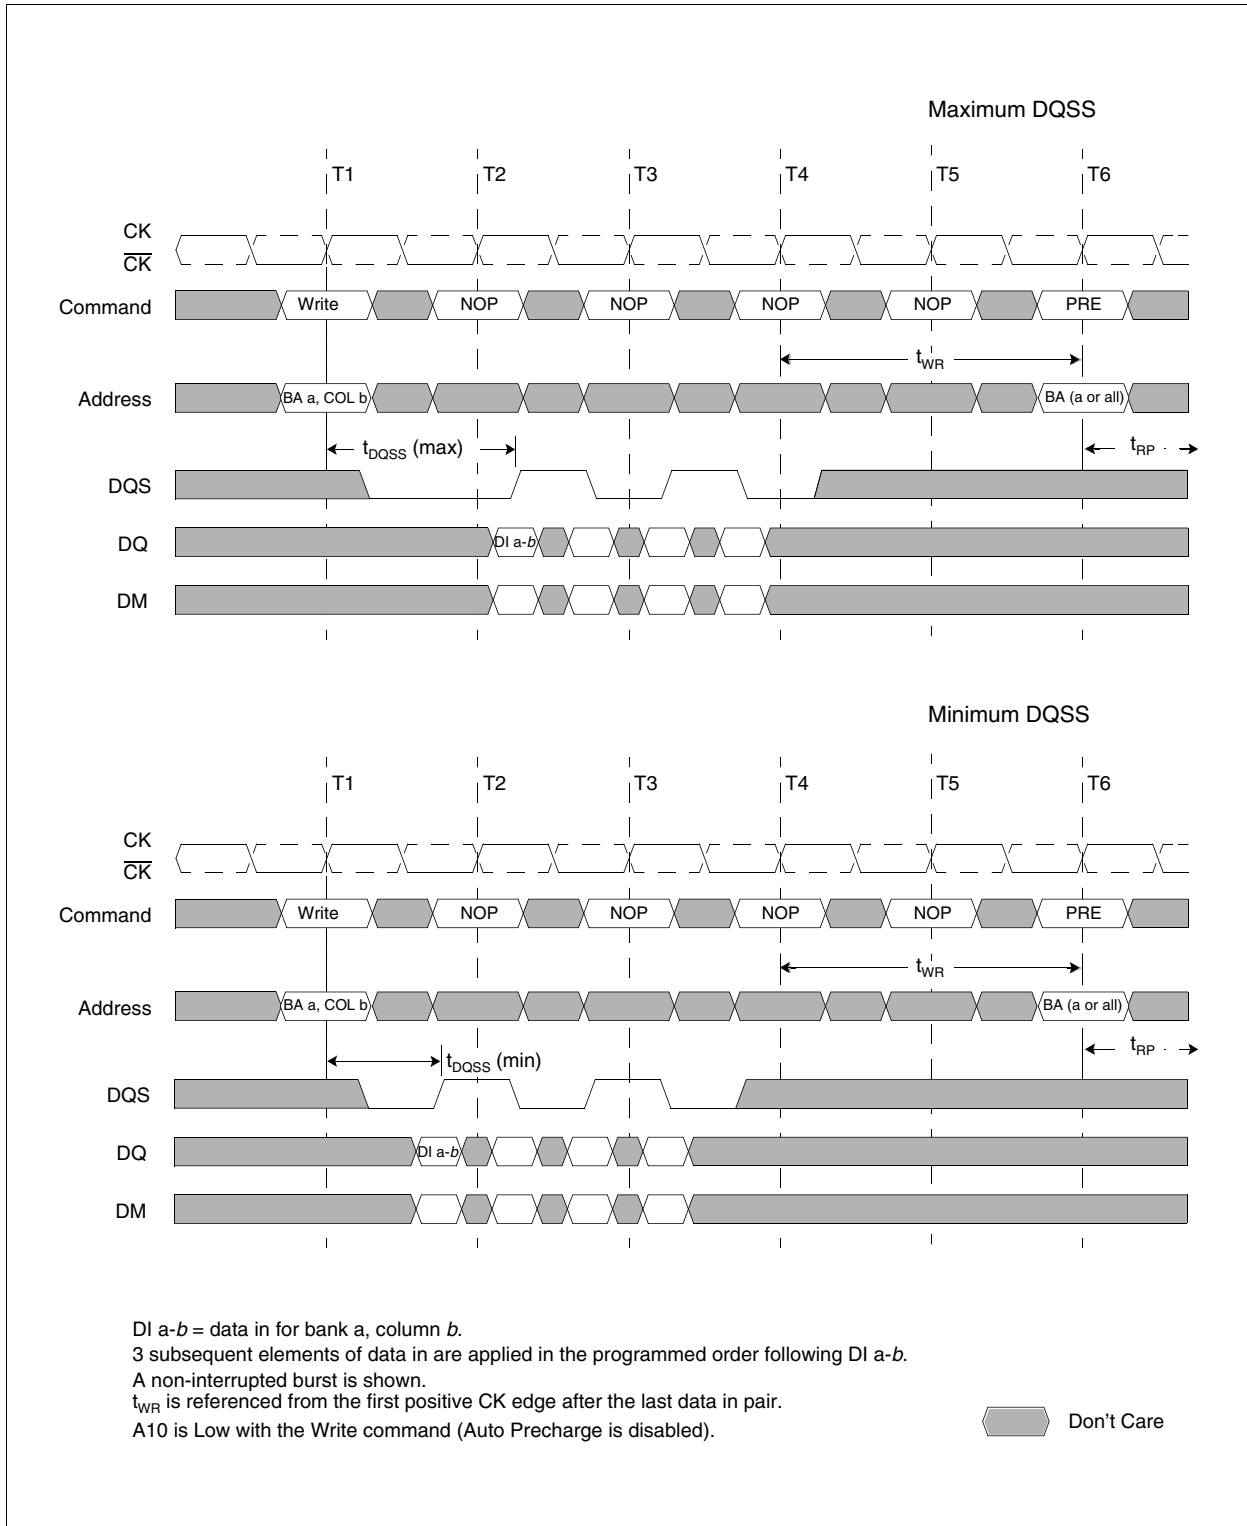 Maximum DQSS
T1 T2 T3 T4 T5 T6
CK
CK
Command Write NOP NOP NOP NOP PRE
tWR
Address BA a, COL b BA (a or all)
tDQSS (max) tRP
DQS
DQ DI a-b
DM
Minimum DQSS
T1 T2 T3 T4 T5 T6
CK
CK
Command Write NOP NOP NOP NOP PRE
tWR
Address BA a, COL b BA (a or all)
tDQSS (min) tRP
DQS
DQ DI a-b
DM
DI a-b = data in for bank a, column b.
3 subsequent elements of data in are applied in the programmed order following DI a-b.
A non-interrupted burst is shown.
tWR is referenced from the first positive CK edge after the last data in pair.
A10 is Low with the Write command (Auto Precharge is disabled).
Don't Care